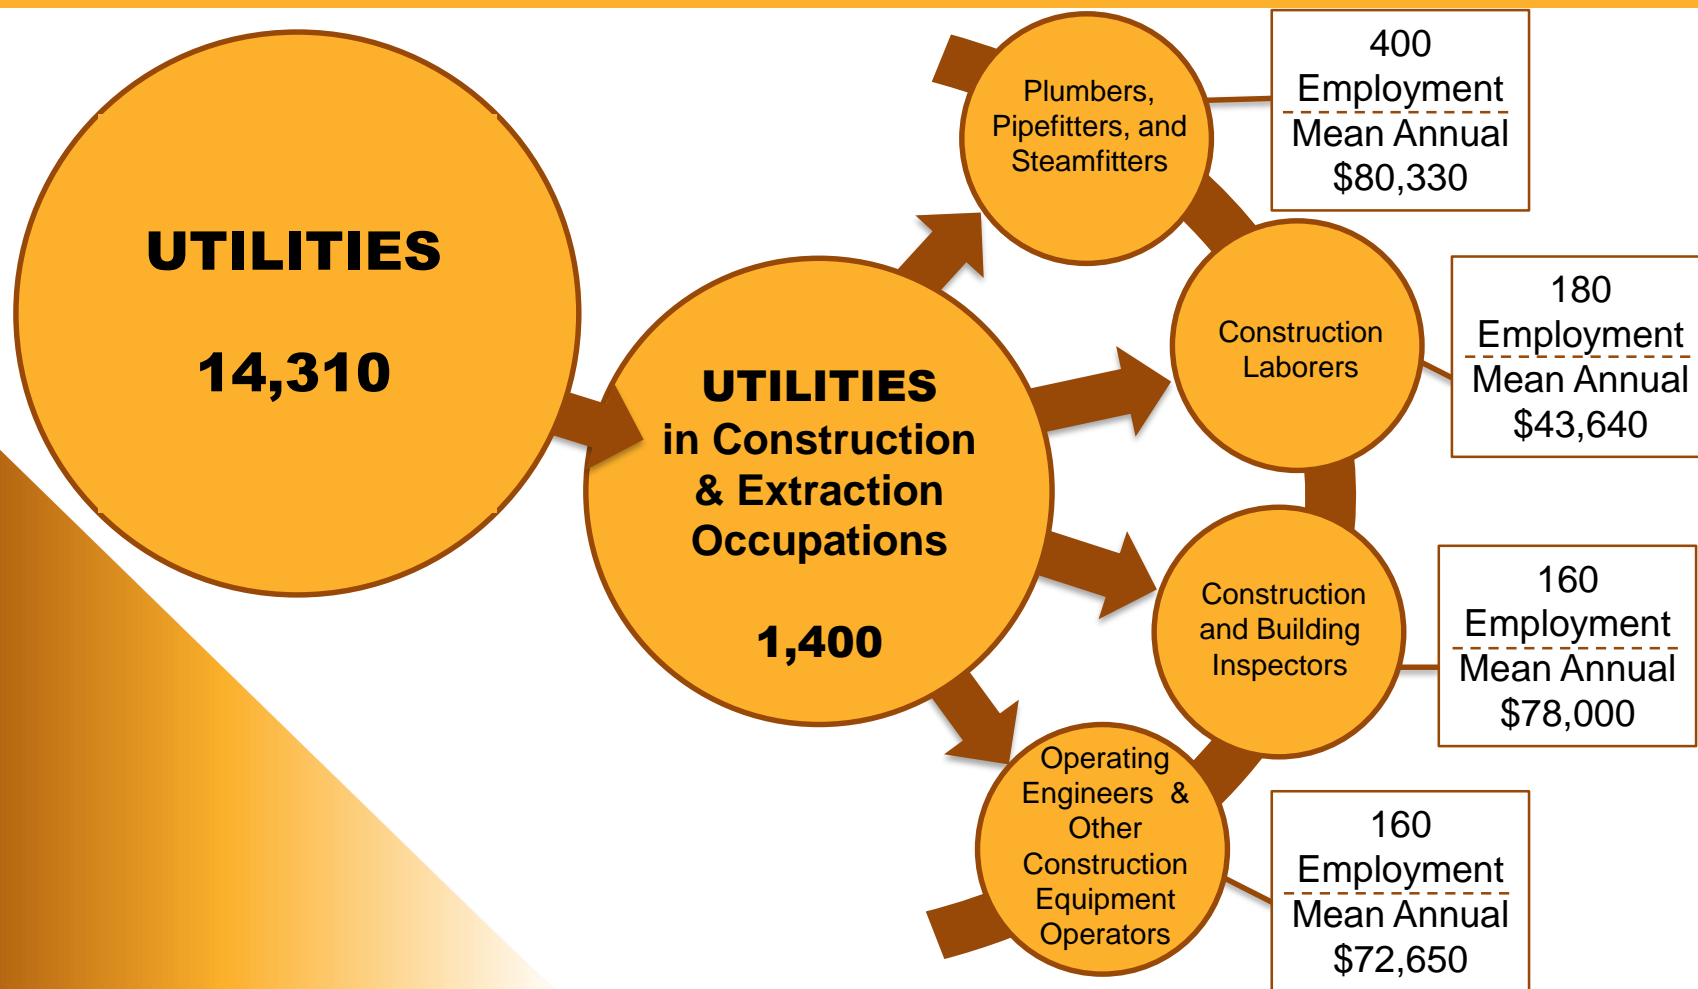 UTILITIES
14,310
UTILITIES
in Construction
& Extraction
Occupations
1,400
Plumbers,
Pipefitters, and
Steamfitters
400
Employment
Mean Annual
$80,330
Construction
Laborers
180
Employment
Mean Annual
$43,640
Construction
and Building
Inspectors
160
Employment
Mean Annual
$78,000
Operating
Engineers &
Other
Construction
Equipment
Operators
160
Employment
Mean Annual
$72,650